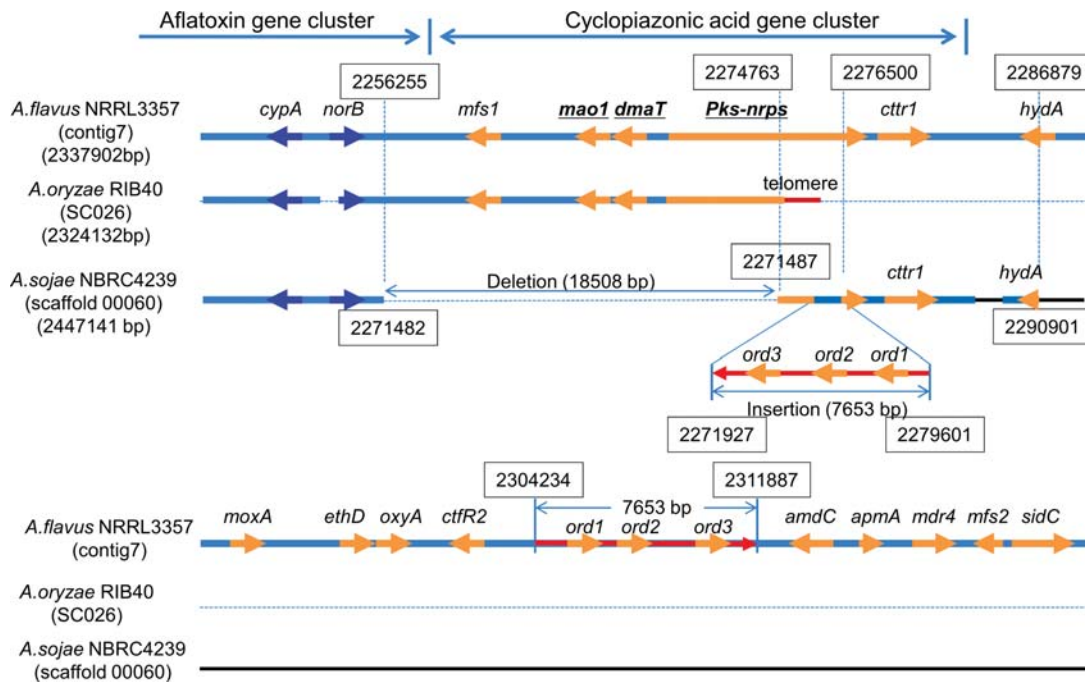 Aflatoxin gene cluster
Cyclopiazonic acid gene cluster
2256255
2274763
2276500
2286879
A.flavus NRRL3357
(contig7)
(2337902bp)
cypA
norB
mfs1
mao1
dmaT
Pks-nrps
cttr1
hydA
A.oryzae RIB40
(SC026)
(2324132bp)
telomere
2271487
A.sojae NBRC4239
(scaffold 00060)
(2447141 bp)
Deletion (18508 bp)
cttr1
hydA
2271482
2290901
ord3
ord2
ord1
Insertion (7653 bp)
2271927
2279601
2304234
2311887
A.flavus NRRL3357
(contig7)
moxA
ethD
oxyA
ctfR2
7653 bp
ord1
ord2
ord3
amdC
apmA
mdr4
mfs2
sidC
A.oryzae RIB40
(SC026)
A.sojae NBRC4239
(scaffold 00060)